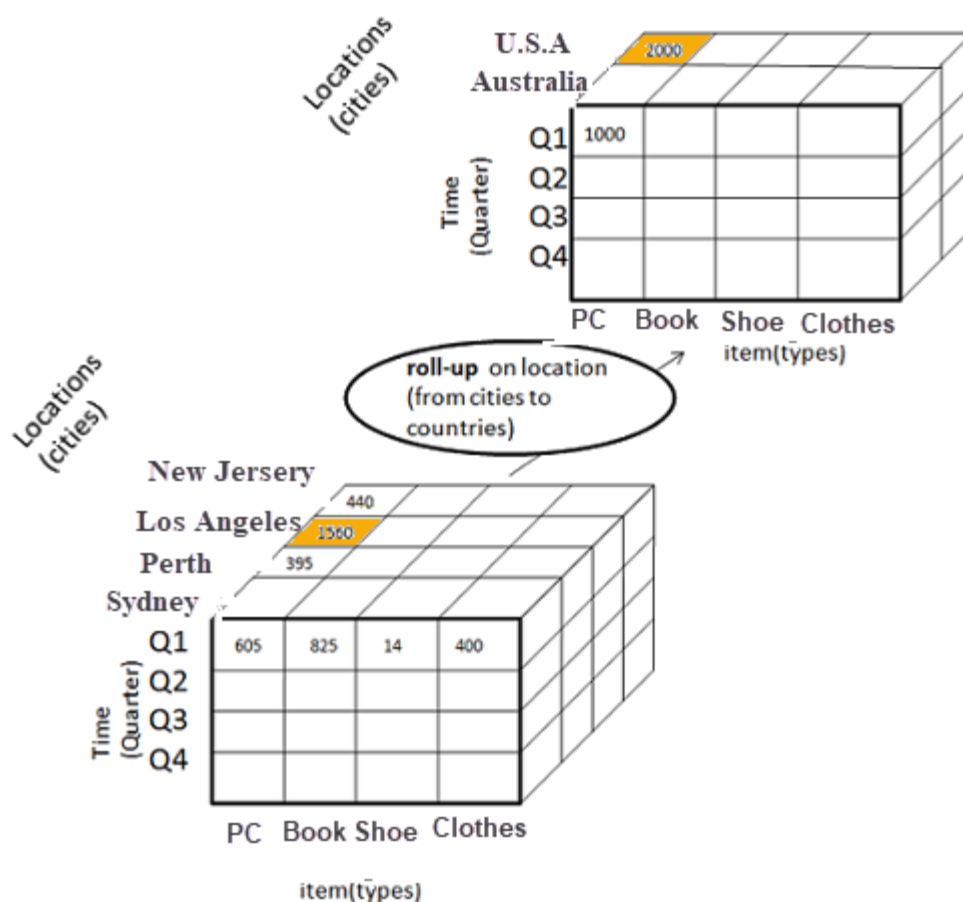 Locations
(cities)
U.S.A
2000
Australia
Q1
1000
Q2
Q3
Q4
Time
(Quarter)
PC Book Shoe Clothes
item(types)
roll-up on location
(from cities to
countries)
Locations
(cities)
New Jersery
440
Los Angeles
1560
Perth
395
Sydney
Q1
605 825 14 400
Q2
Q3
Q4
Time
(Quarter)
PC Book Shoe Clothes
item(types)